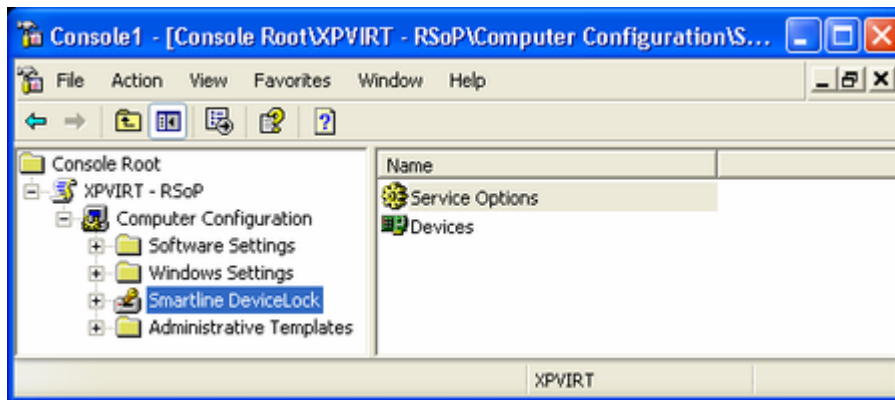 Console1 - [Console Root\XPVIRT - RSoP\Computer Configuration\S...
File Action View Favorites Window Help
Console Root
XPVIRT - RSoP
Computer Configuration
Software Settings
Windows Settings
Smartline DeviceLock
Administrative Templates
Name
Service Options
Devices
XPVIRT